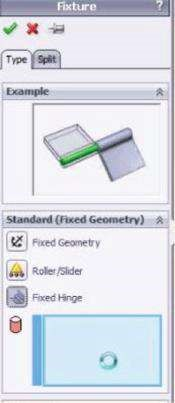 Fixture ?
Type Split
Example
Standard (Fixed Geometry)
Fixed Geometry
Roller/Slider
Fixed Hinge